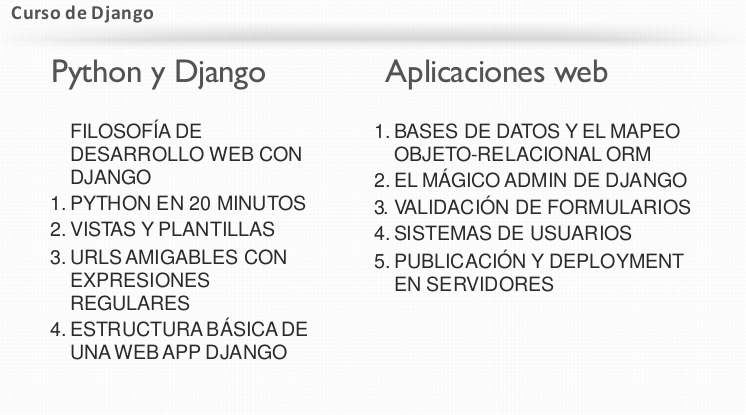 Curso de Django
Python y Django
FILOSOFÍA DE
DESARROLLO WEB CON
DJANGO
1. PYTHON EN 20 MINUTOS
2. VISTAS Y PLANTILLAS
3. URLS AMIGABLES CON
EXPRESIONES
REGULARES
4. ESTRUCTURA BÁSICA DE
UNA WEB APP DJANGO
Aplicaciones web
1. BASES DE DATOS Y EL MAPEO
OBJETO-RELACIONAL ORM
2. EL MÁGICO ADMIN DE DJANGO
3. VALIDACIÓN DE FORMULARIOS
4. SISTEMAS DE USUARIOS
5. PUBLICACIÓN Y DEPLOYMENT
EN SERVIDORES